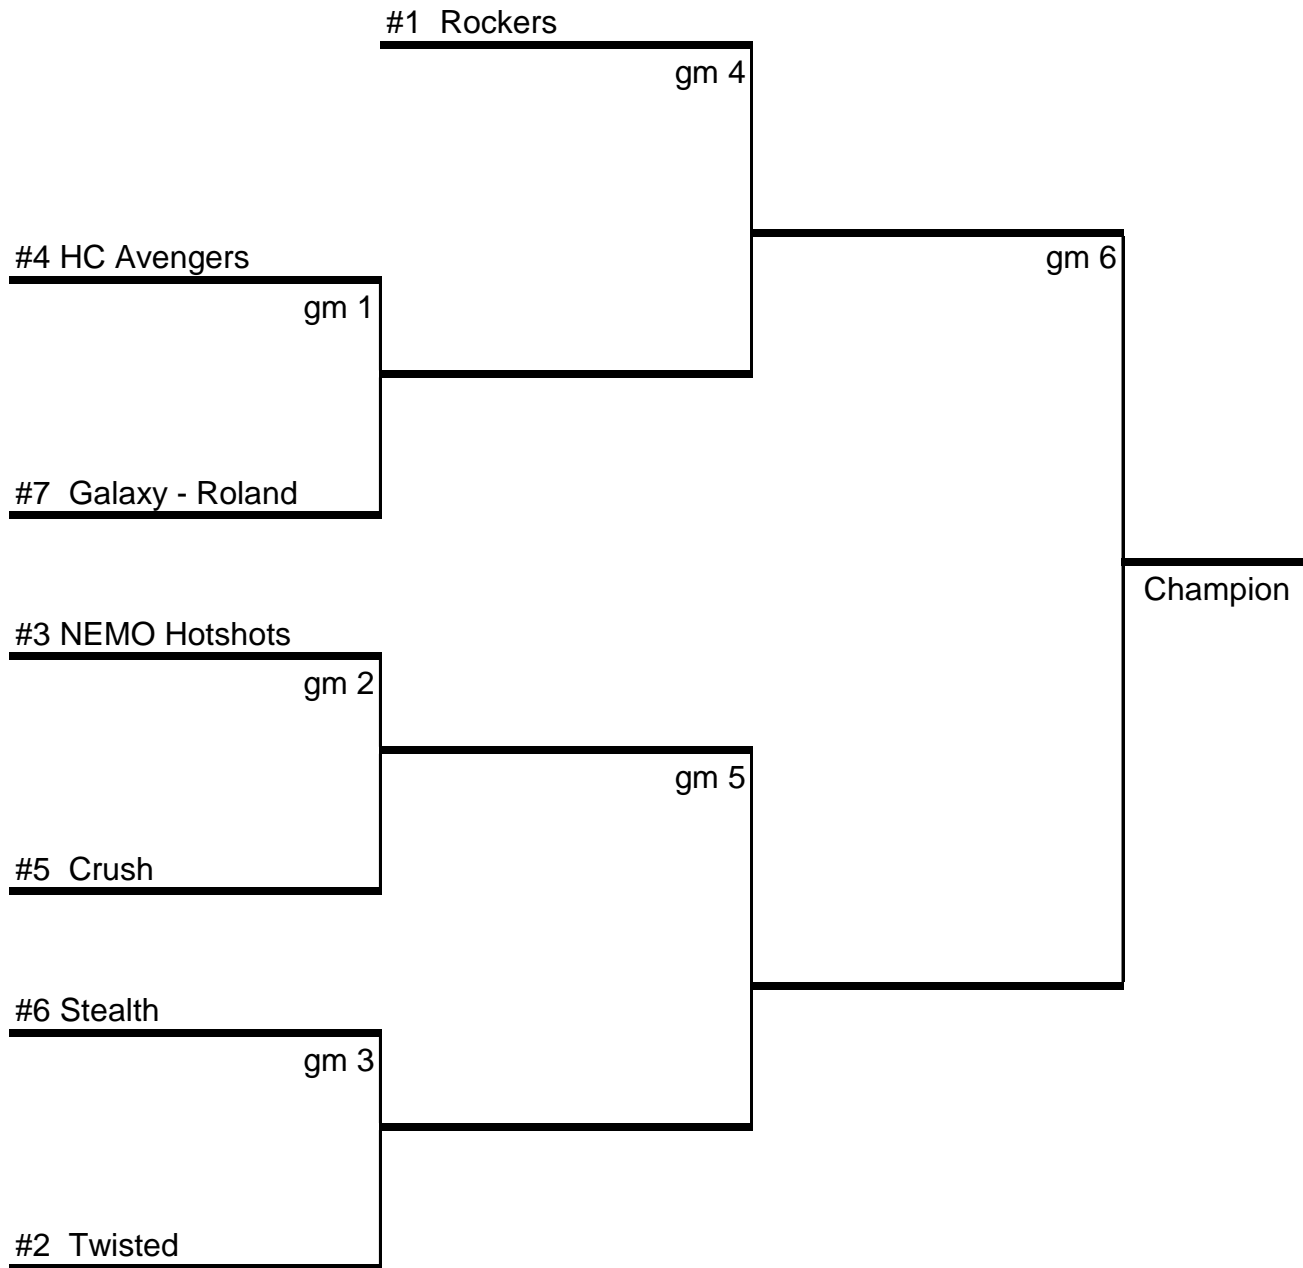 #1  Rockers
gm 4
#4 HC Avengers
gm 6
gm 1
#7  Galaxy - Roland
Champion
#3 NEMO Hotshots
gm 2
gm 5
#5  Crush
#6 Stealth
gm 3
#2  Twisted